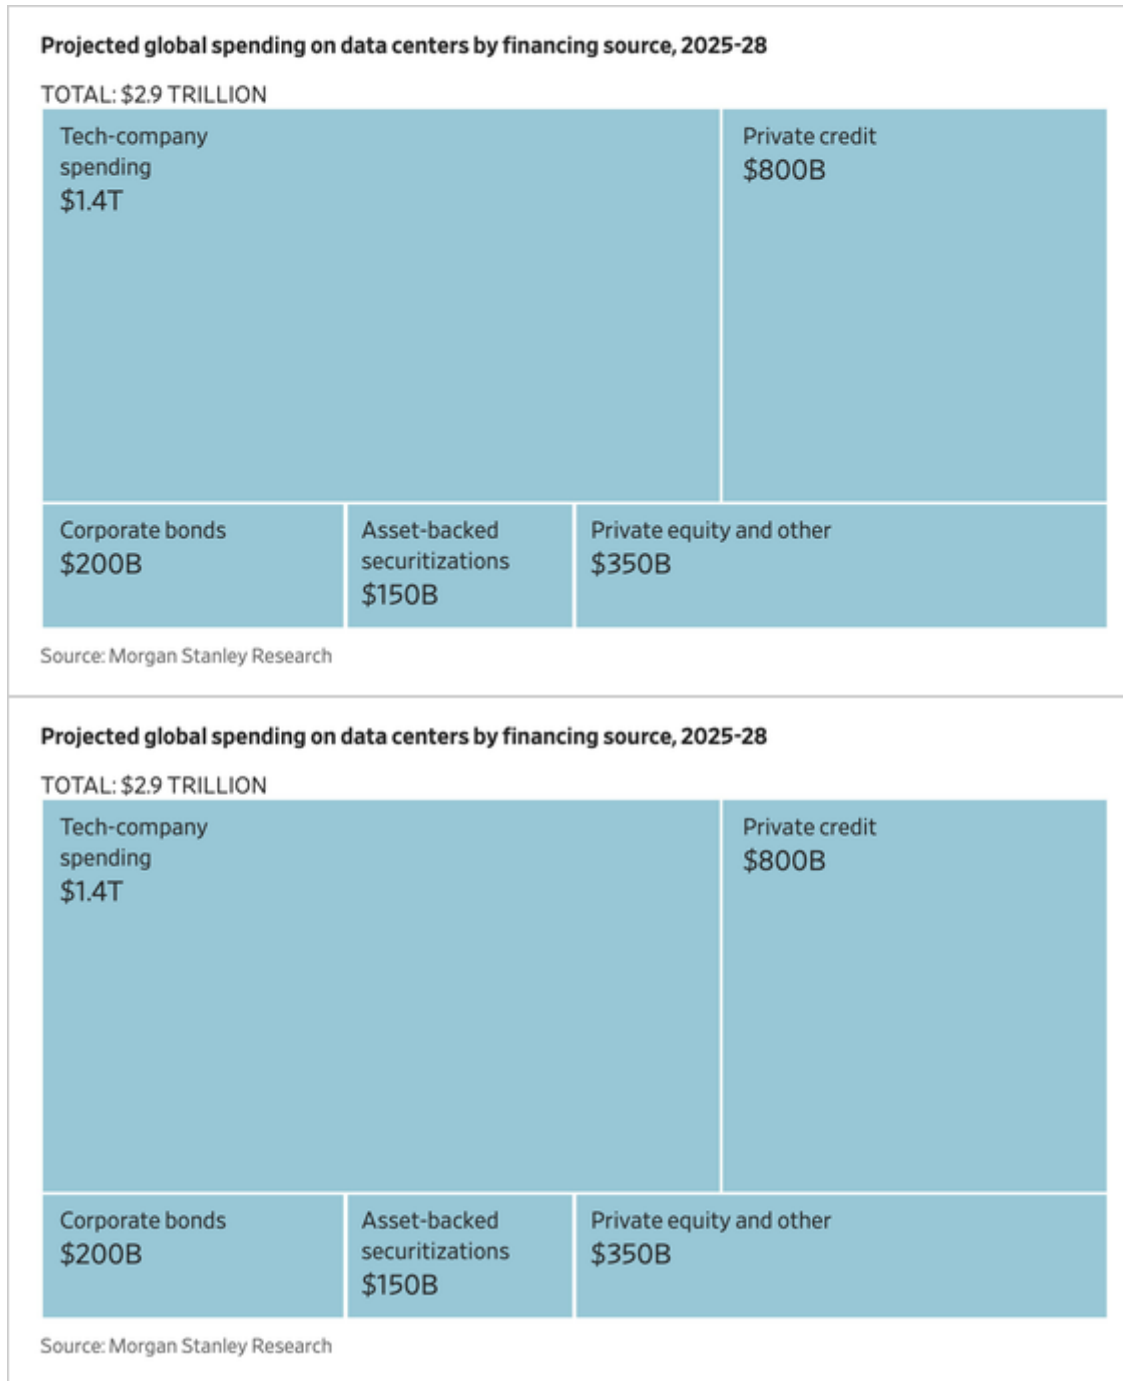 Projected global spending on data centers by financing source, 2025-28
TOTAL: $2.9 TRILLION
Tech-company
spending
$1.4T
Private credit
$800B
Corporate bonds
$200B
Asset-backed
securitizations
$150B
Private equity and other
$350B
Source: Morgan Stanley Research
Projected global spending on data centers by financing source, 2025-28
TOTAL: $2.9 TRILLION
Tech-company
spending
$1.4T
Private credit
$800B
Corporate bonds
$200B
Asset-backed
securitizations
$150B
Private equity and other
$350B
Source: Morgan Stanley Research